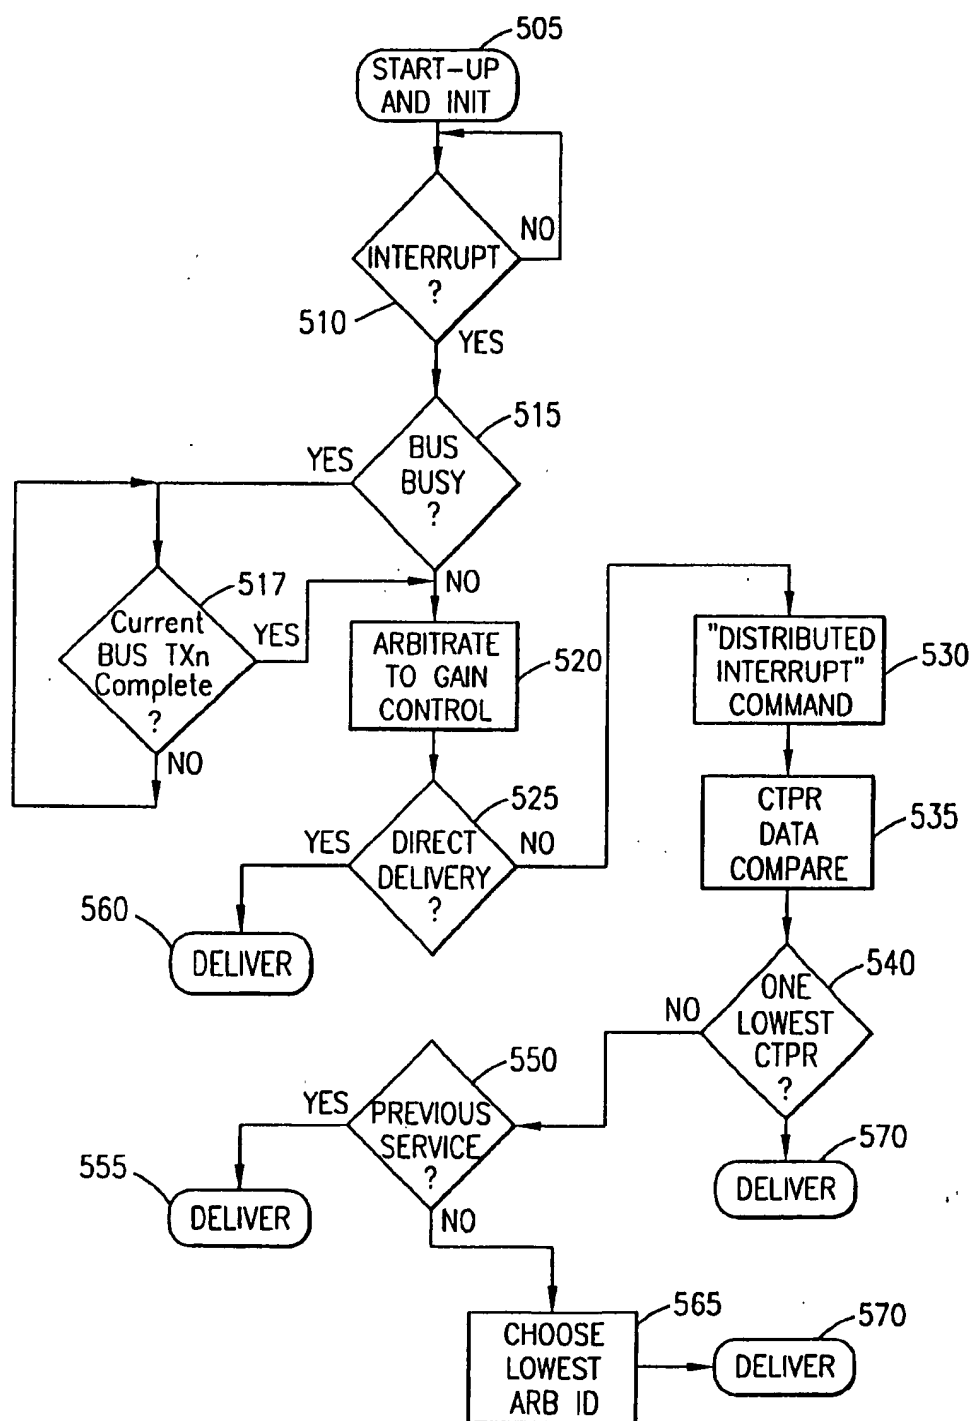 505
START-UP
AND INIT
NO
INTERRUPT
?
510
YES
515
YES
BUS
BUSY
?
517
NO
Current
BUS TXn
Complete
?
YES
NO
ARBITRATE
TO GAIN
CONTROL
520
"DISTRIBUTED
INTERRUPT"
COMMAND
530
525
YES
DIRECT
DELIVERY
?
NO
CTPR
DATA
COMPARE
535
560
DELIVER
540
NO
ONE
LOWEST
CTPR
?
550
YES
PREVIOUS
SERVICE
?
NO
555
DELIVER
570
DELIVER
565
CHOOSE
LOWEST
ARB ID
570
DELIVER